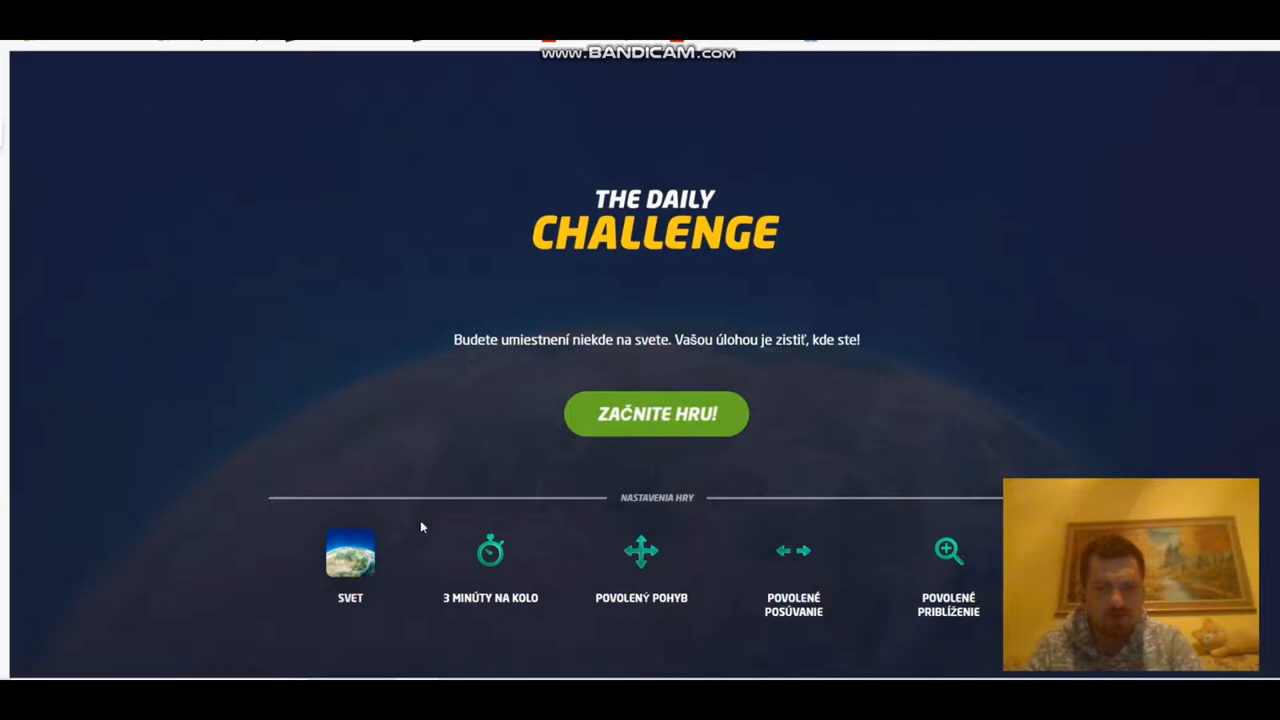 www.BANDICAM.com
THE DAILY
CHALLENGE
Budete umiestnení niekde na svete. Vašou úlohou je zistiť, kde ste!
ZAČNITE HRU!
NASTAVENIA HRY
SVET
3 MINÚTY NA KOLO
POVOLENÝ POHYB
POVOLENÉ
POSÚVANIE
POVOLENÉ
PRIBLÍŽENIE